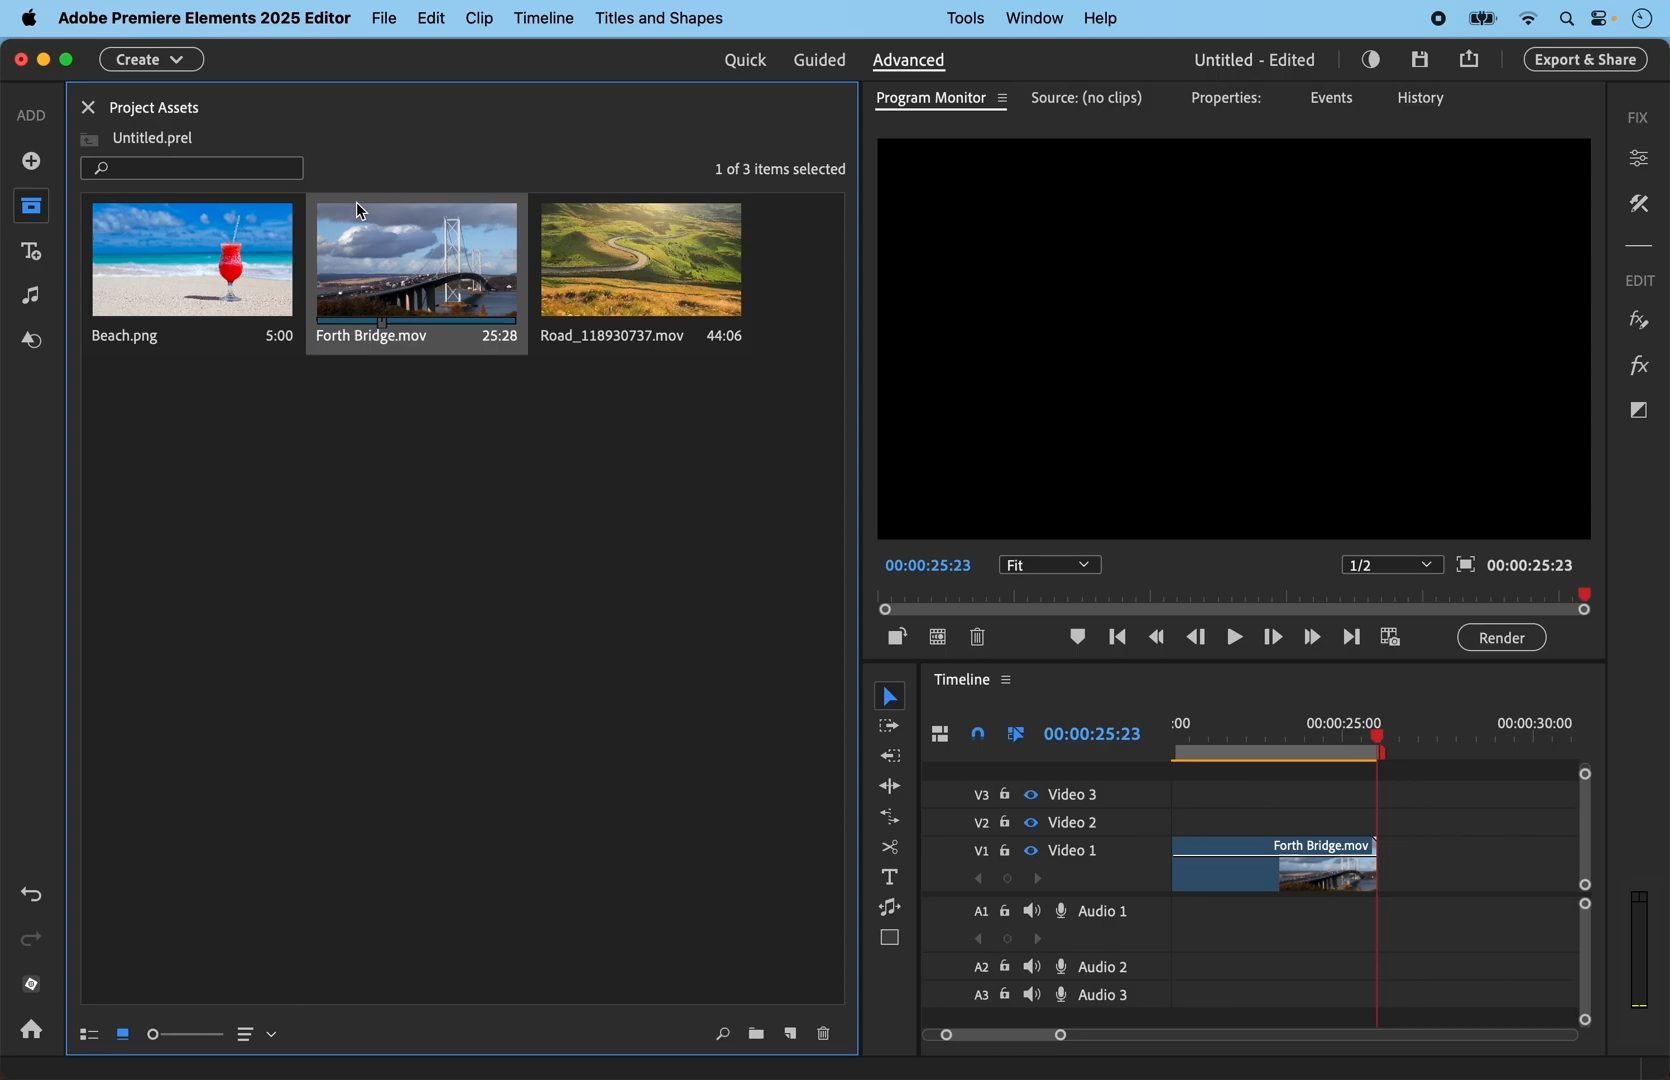 Adobe Premiere Elements 2025 Editor File Edit Clip Timeline Titles and Shapes Tools Window Help
Create Quick Guided Advanced Untitled - Edited Export & Share
ADD
Project Assets
Untitled.prel
1 of 3 items selected
Beach.png 5:00
Forth Bridge.mov 25:28
Road_118930737.mov 44:06
Program Monitor Source: (no clips) Properties: Events History
FIX
EDIT
00:00:25:23 Fit 1/2 00:00:25:23
Render
Timeline
00:00:25:23 :00 00:00:25:00 00:00:30:00
V3 Video 3
V2 Video 2
V1 Video 1 Forth Bridge.mov
A1 Audio 1
A2 Audio 2
A3 Audio 3